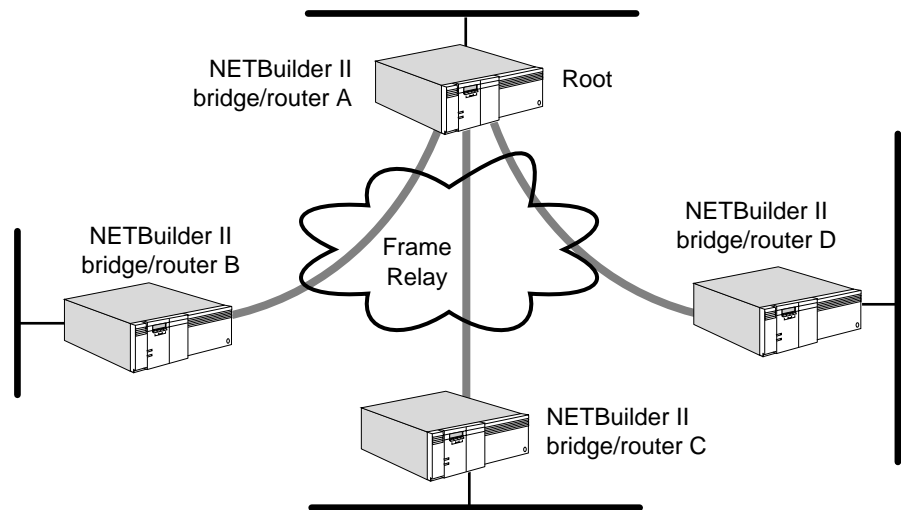 NETBuilder II
bridge/router A
Root
NETBuilder II
bridge/router B
Frame
Relay
NETBuilder II
bridge/router D
NETBuilder II
bridge/router C